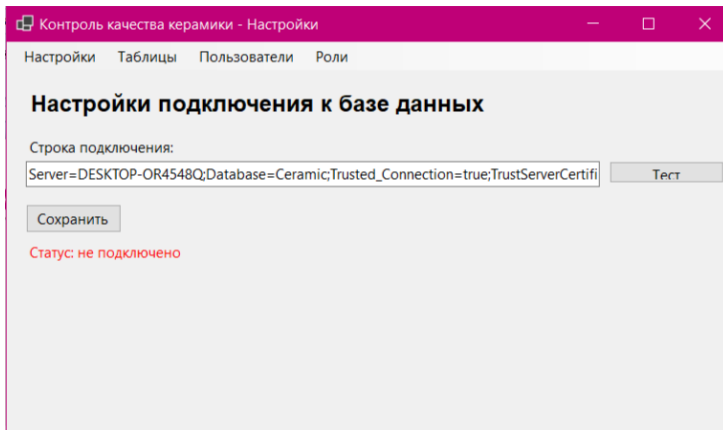 Контроль качества керамики - Настройки
Настройки Таблицы Пользователи Роли
Настройки подключения к базе данных
Строка подключения:
Server=DESKTOP-OR4548Q;Database=Ceramic;Trusted_Connection=true;TrustServerCertifi
Тест
Сохранить
Статус: не подключено